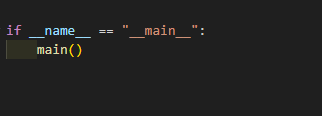 if __name__ == "__main__":
    main()